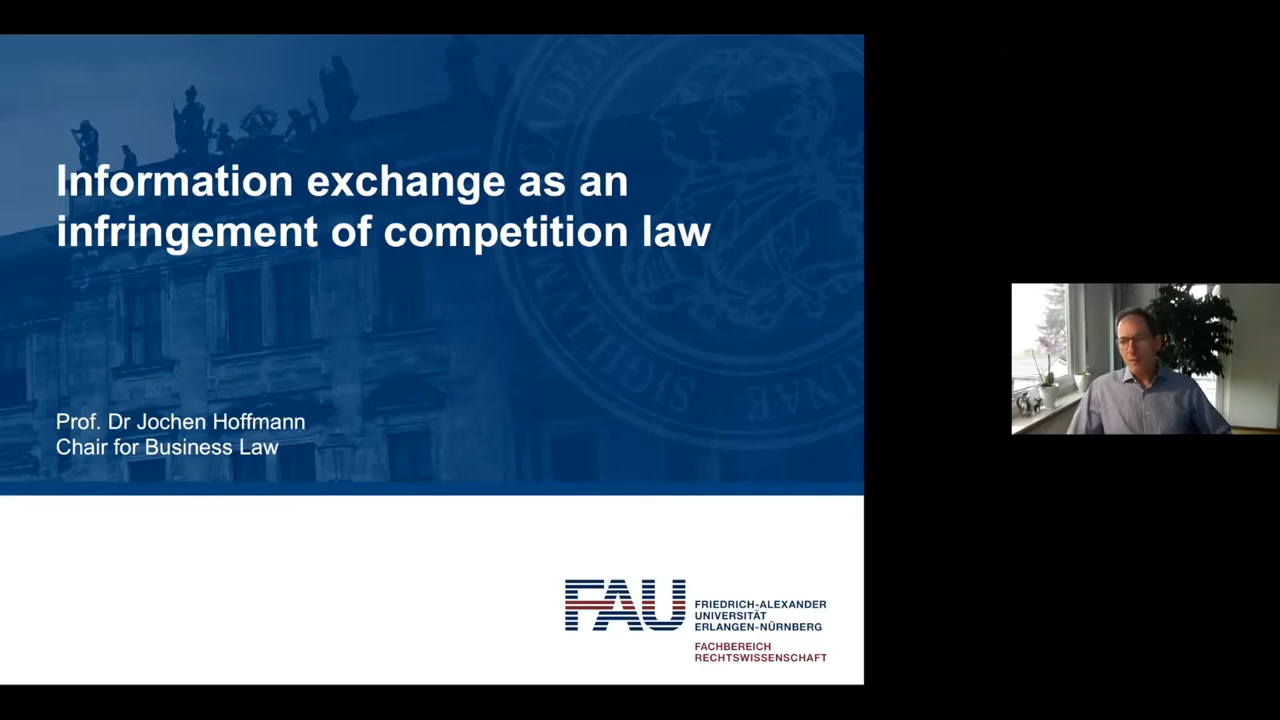 Information exchange as an
infringement of competition law
Prof. Dr Jochen Hoffmann
Chair for Business Law
FAU
FRIEDRICH-ALEXANDER
UNIVERSITÄT
ERLANGEN-NÜRNBERG
FACHBEREICH
RECHTSWISSENSCHAFT